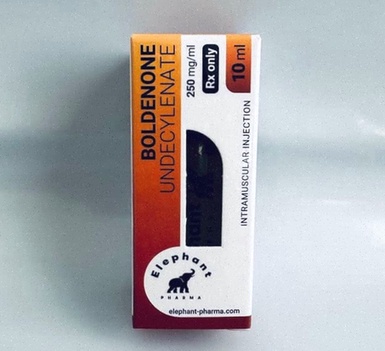 BOLDENONE
UNDECYLENATE
250 mg/ml
Rx only
10 ml
INTRAMUSCULAR INJECTION
Elephant
PHARMA
elephant-pharma.com